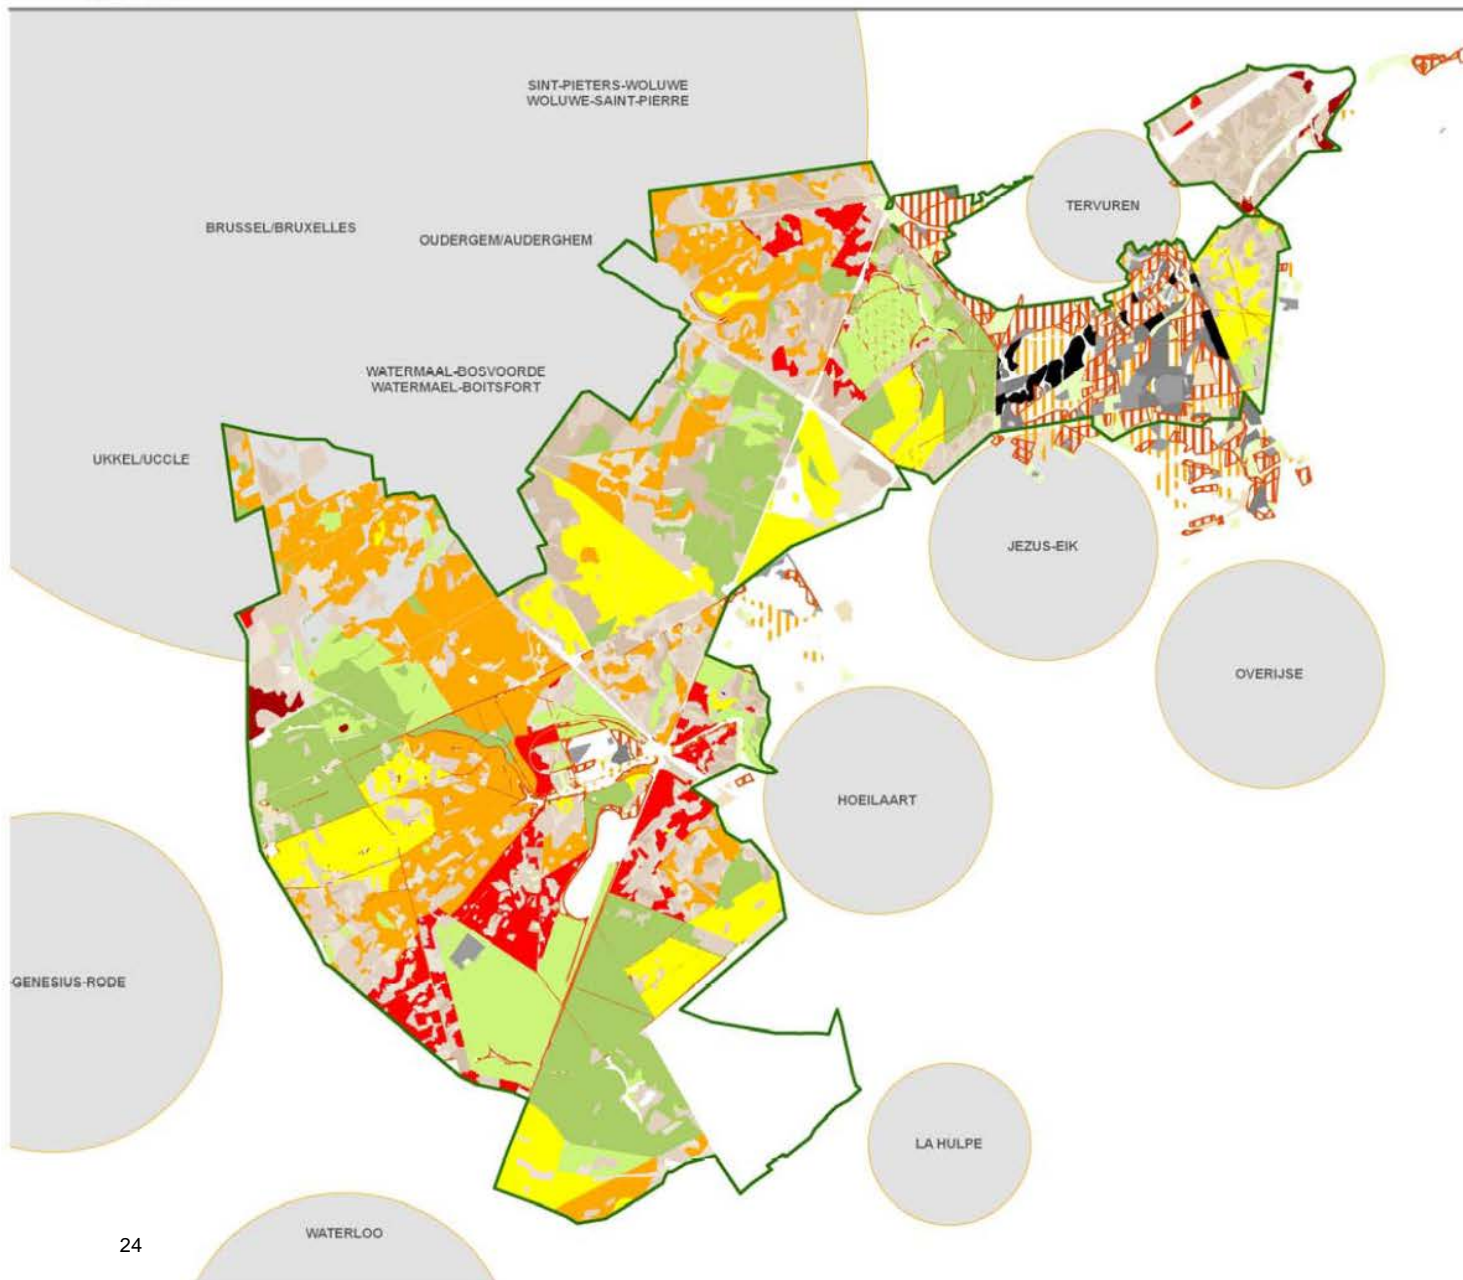 SINT-PIETERS-WOLUWE
WOLUWE-SAINT-PIERRE
TERVUREN
BRUSSEL/BRUXELLES
OUDERGEM/AUDERGHEM
WATERMAAL-BOSVOORDE
WATERMAEL-BOITSFORT
UKKEL/UCCLE
JEZUS-EIK
OVERIJSE
HOEILAART
-GENESIUS-RODE
LA HULPE
WATERLOO
24